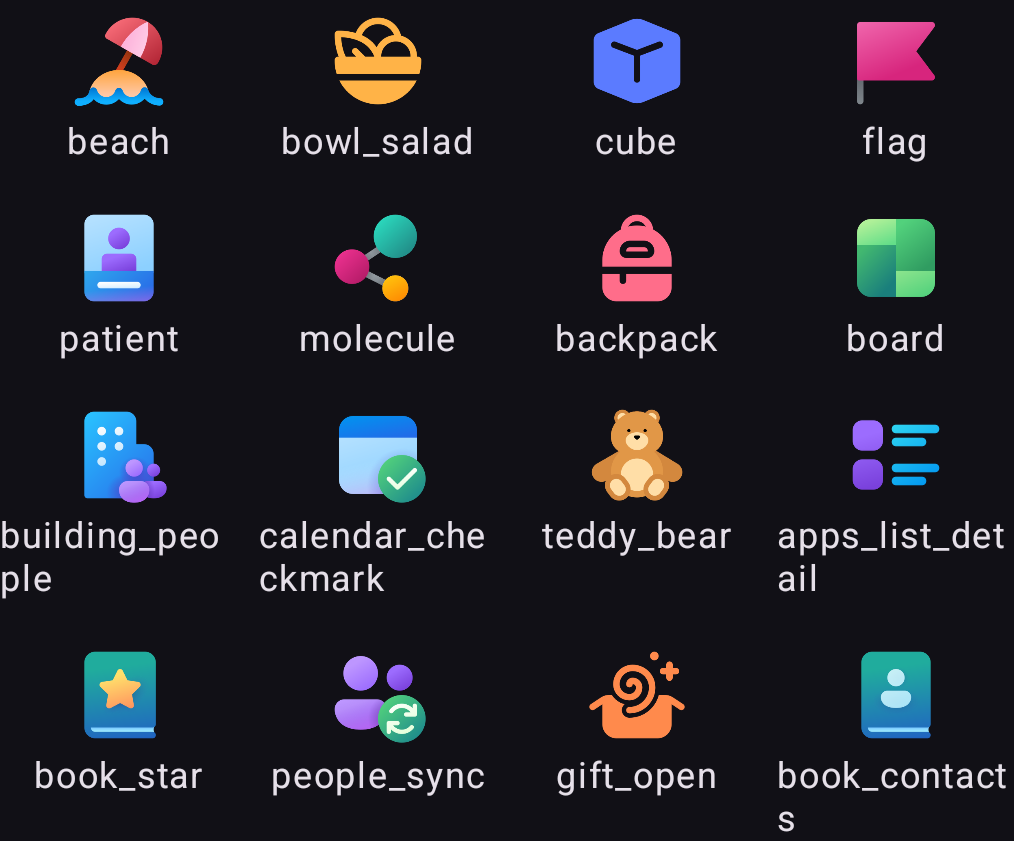 beach
bowl_salad
cube
flag
patient
molecule
backpack
board
building_peo
ple
calendar_che
ckmark
teddy_bear
apps_list_det
ail
book_star
people_sync
gift_open
book_contact
s